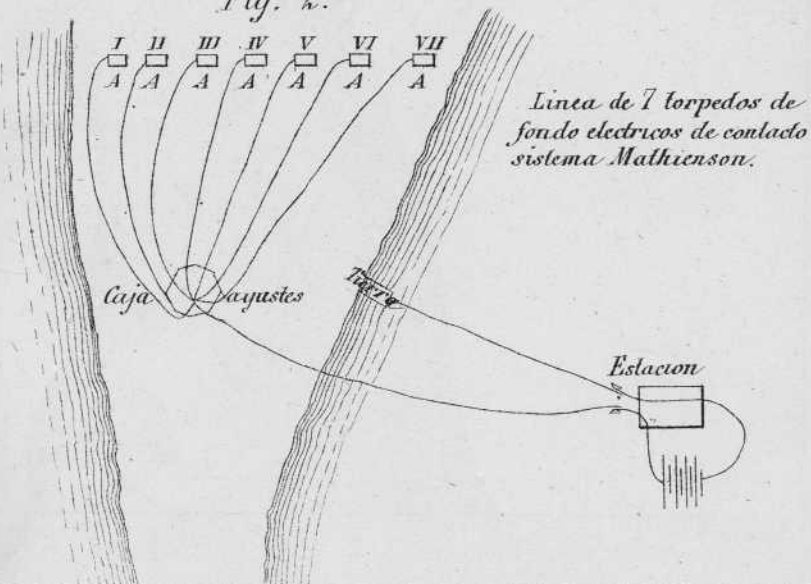 Fig. 2.
I II III IV V VI VII
A A A A A A A
Linea de 7 torpedos de
fondo electricos de contacto
sistema Mathienson.
Caja ayustes
Tierra
Estacion